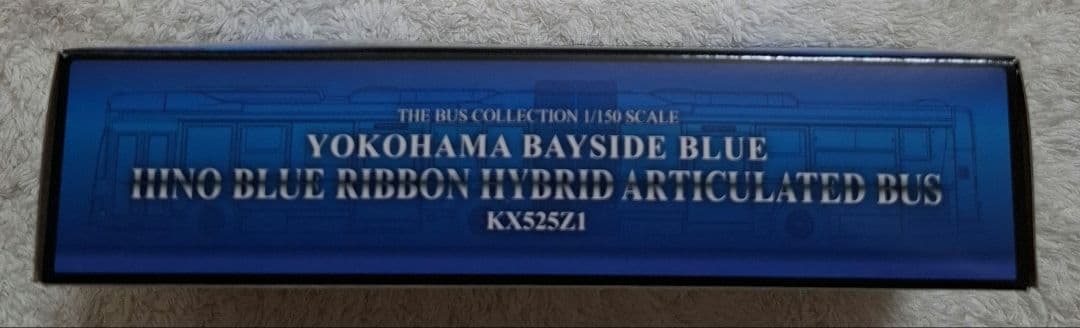 THE BUS COLLECTION 1/150 SCALE
YOKOHAMA BAYSIDE BLUE
HINO BLUE RIBBON HYBRID ARTICULATED BUS
KX525Z1